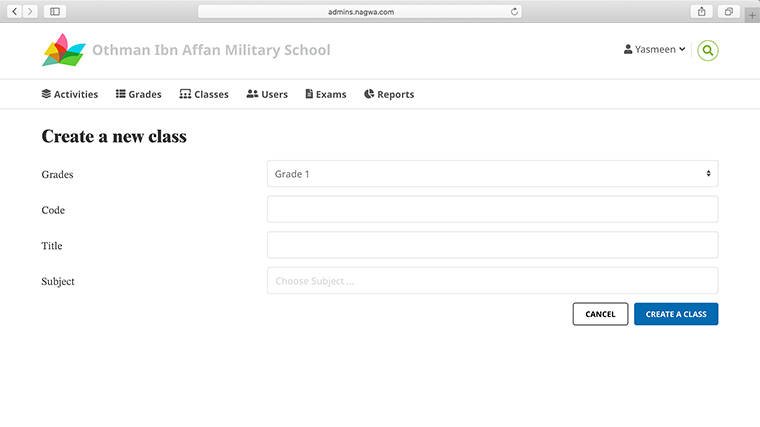 admins.nagwa.com
Othman Ibn Affan Military School
Yasmeen
Activities Grades Classes Users Exams Reports
Create a new class
Grades Grade 1
Code
Title
Subject Choose Subject ...
CANCEL CREATE A CLASS